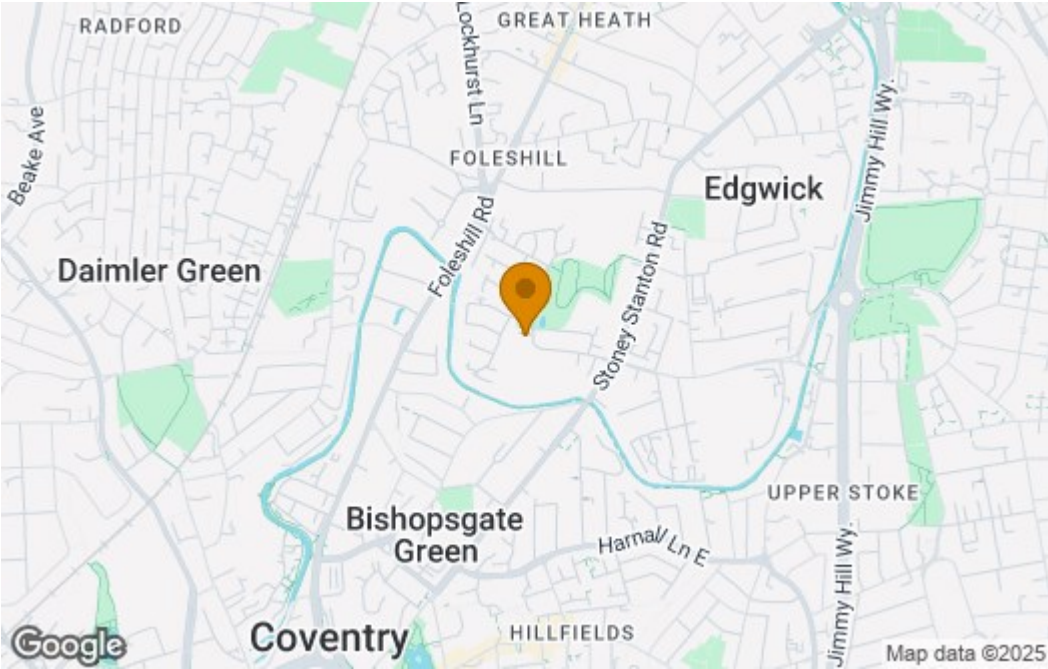 RADFORD
GREAT HEATH
Lockhurst Ln
Beake Ave
Jimmy Hill Wy.
FOLESHILL
Edgwick
Foleshill Rd
Daimler Green
Stoney Stanton Rd
UPPER STOKE
Bishopsgate
Green
Harnall Ln E
Jimmy Hill Wy.
Coventry
HILLFIELDS
Google
Map data ©2025